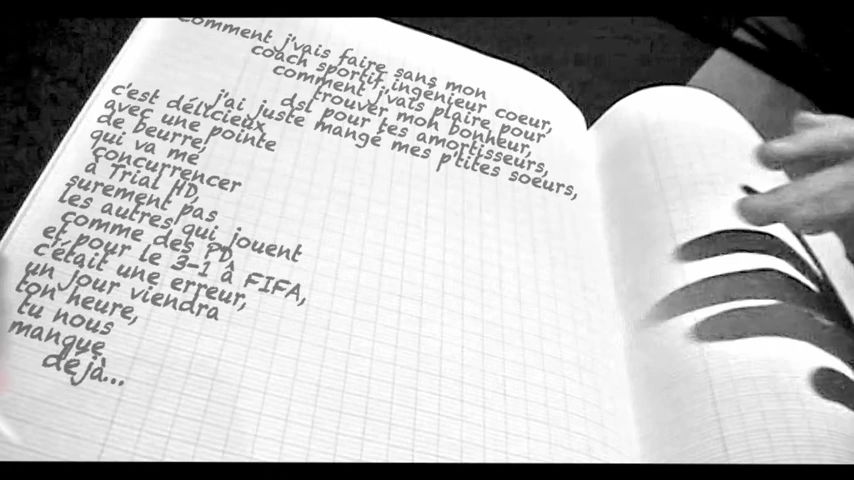 Comment j'vais faire sans mon
coach sportif, ingénieur coeur,
comment j'vais plaire pour
trouver mon bonheur,
dsl pour tes amortisseurs,
j'ai juste mangé mes p'tites soeurs,
c'est délicieux
avec une pointe
de beurre,
qui va me
concurrencer
à Trial HD,
surement pas
les autres qui jouent
comme des PD,
et pour le 3-1 à FIFA,
c'était une erreur,
un jour viendra
ton heure,
tu nous
manque
déjà...